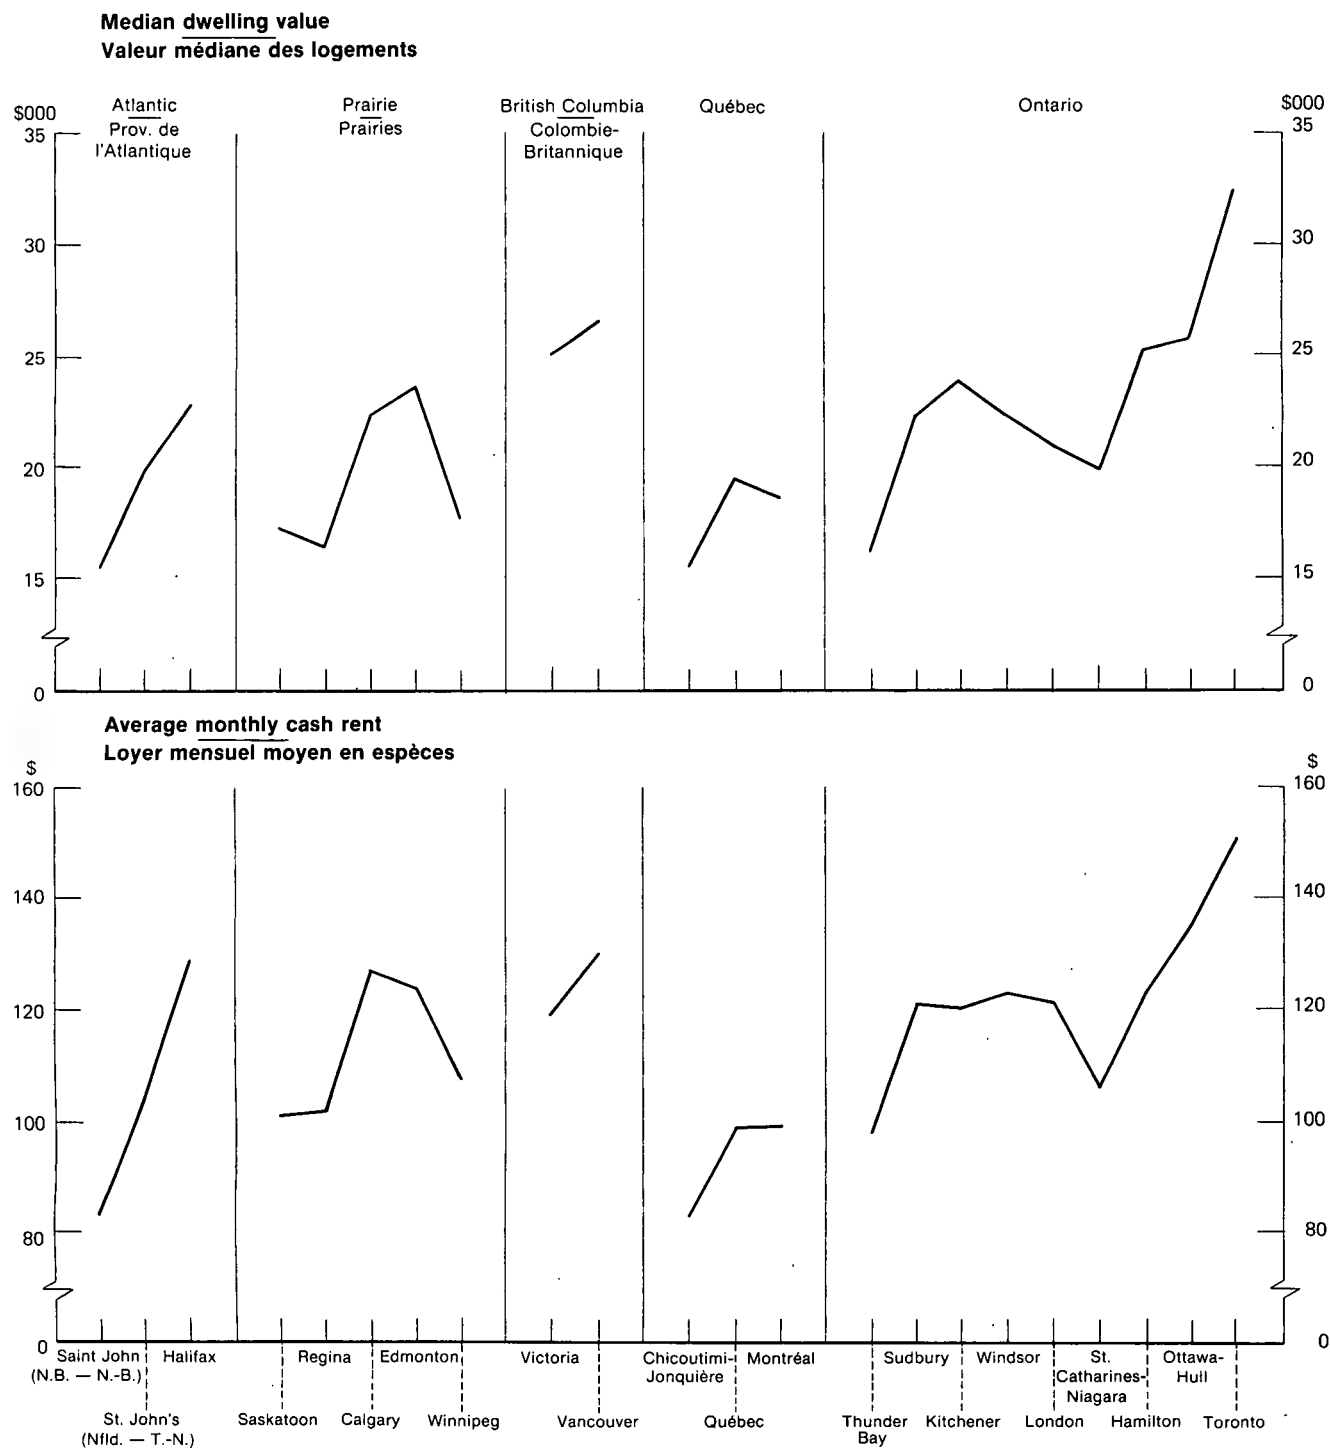 Median dwelling value
Valeur médiane des logements
$000
Atlantic
Prov. de
l'Atlantique
Prairie
Prairies
British Columbia
Colombie-
Britannique
Québec
Ontario
$000
35
30
25
20
15
0
35
30
25
20
15
0
Average monthly cash rent
Loyer mensuel moyen en espèces
$
160
140
120
100
80
0
$
160
140
120
100
80
0
Saint John
(N.B. — N.-B.)
St. John's
(Nfld. — T.-N.)
Halifax
Saskatoon
Regina
Calgary
Edmonton
Winnipeg
Victoria
Vancouver
Chicoutimi-
Jonquière
Québec
Montréal
Thunder
Bay
Sudbury
Kitchener
Windsor
London
St.
Catharines-
Niagara
Hamilton
Ottawa-
Hull
Toronto